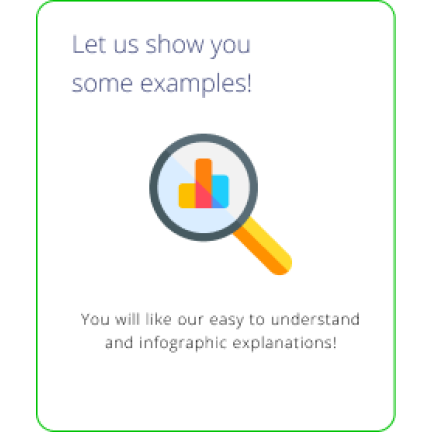 Let us show you
some examples!
You will like our easy to understand
and infographic explanations!